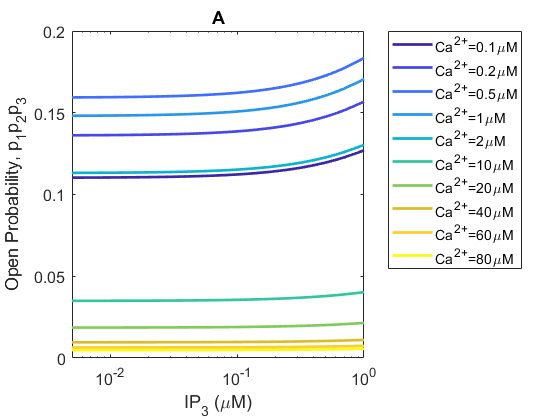 A
Open Probability, p₁p₂p₃
0.2
0.15
0.1
0.05
0
10⁻² 10⁻¹ 10⁰
IP₃ (μM)
Ca²⁺=0.1μM
Ca²⁺=0.2μM
Ca²⁺=0.5μM
Ca²⁺=1μM
Ca²⁺=2μM
Ca²⁺=10μM
Ca²⁺=20μM
Ca²⁺=40μM
Ca²⁺=60μM
Ca²⁺=80μM